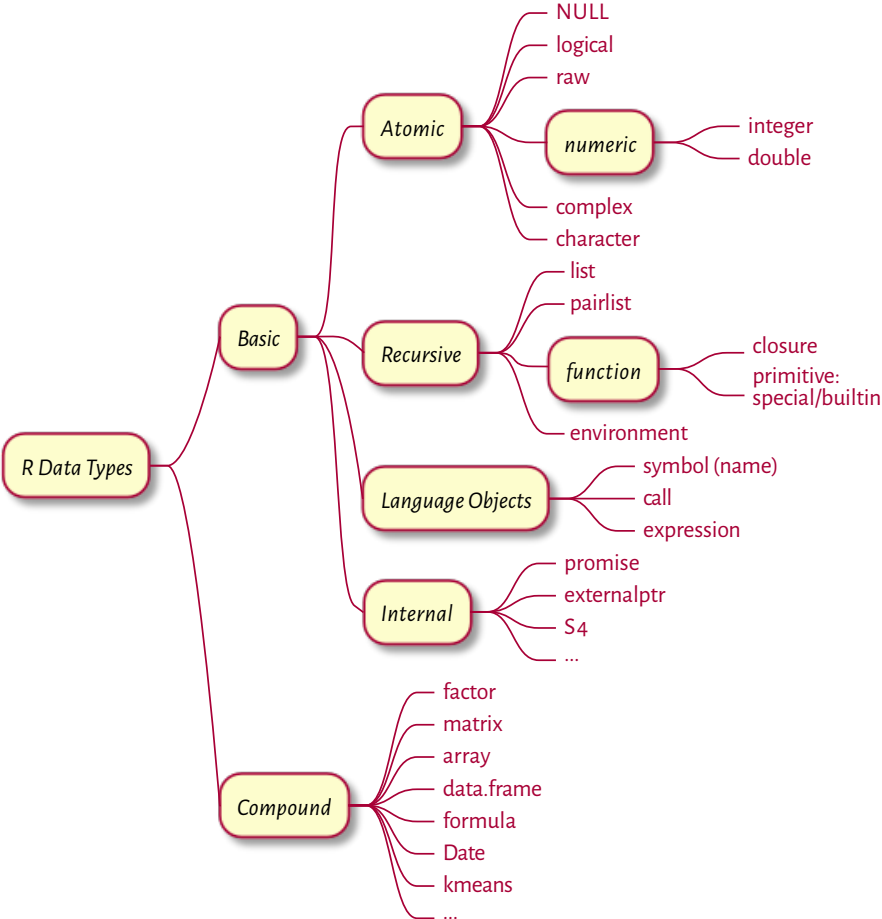 NULL
logical
raw
Atomic
numeric
integer
double
complex
character
list
pairlist
Basic
Recursive
function
closure
primitive:
special/builtin
environment
R Data Types
symbol (name)
Language Objects
call
expression
promise
externalptr
Internal
S4
...
factor
matrix
array
data.frame
Compound
formula
Date
kmeans
...